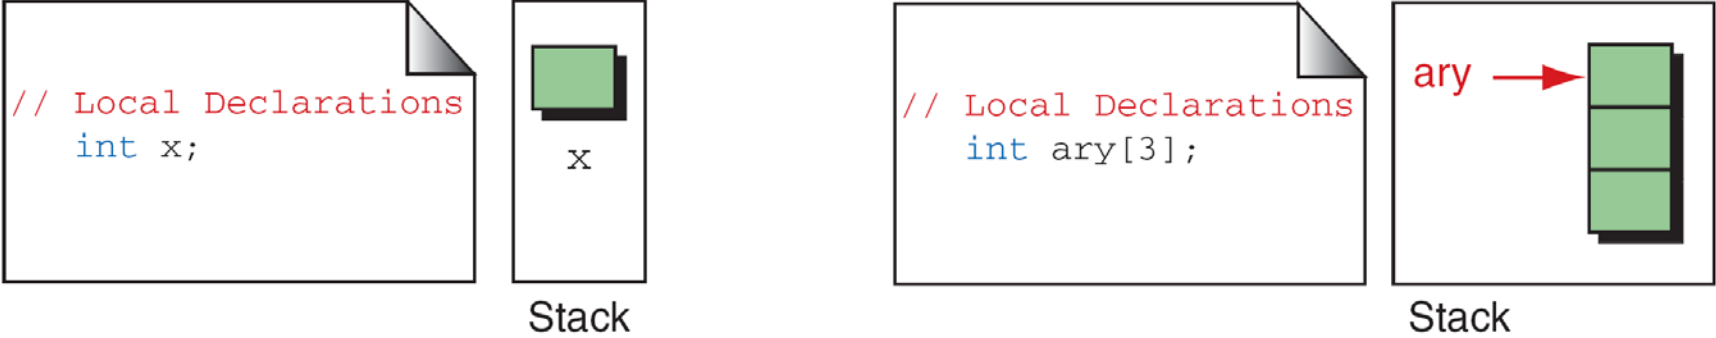 // Local Declarations
int x;
x
Stack
// Local Declarations
int ary[3];
ary
Stack